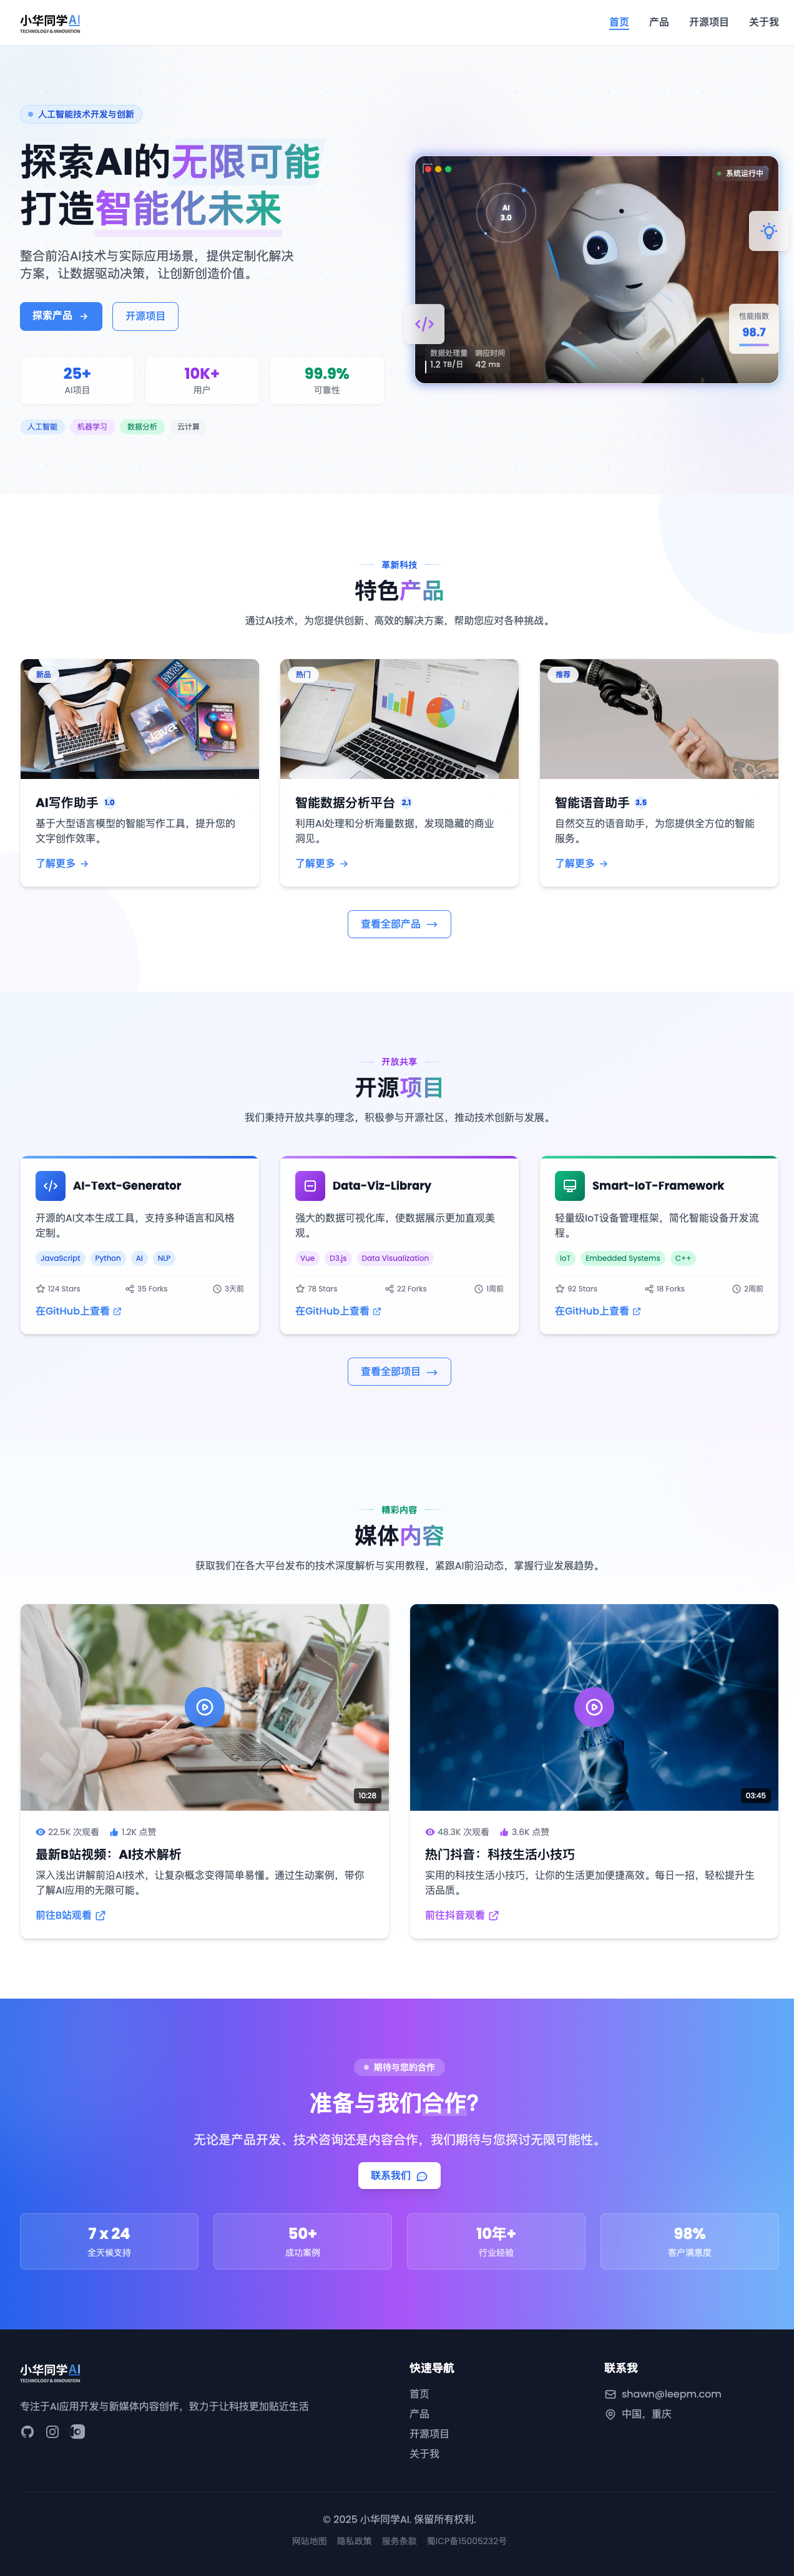 小华同学AI
TECHNOLOGY & INNOVATION
首页
产品
开源项目
关于我
人工智能技术开发与创新
探索AI的无限可能
打造智能化未来
整合前沿AI技术与实际应用场景，提供定制化解决
方案，让数据驱动决策，让创新创造价值。
探索产品
开源项目
25+
AI项目
10K+
用户
99.9%
可靠性
人工智能
机器学习
数据分析
云计算
系统运行中
AI
3.0
性能指数
98.7
数据处理量
1.2 TB/日
响应时间
42 ms
革新科技
特色产品
通过AI技术，为您提供创新、高效的解决方案，帮助您应对各种挑战。
新品
Java
AI写作助手 1.0
基于大型语言模型的智能写作工具，提升您的
文字创作效率。
了解更多
热门
智能数据分析平台 2.1
利用AI处理和分析海量数据，发现隐藏的商业
洞见。
了解更多
推荐
智能语音助手 3.5
自然交互的语音助手，为您提供全方位的智能
服务。
了解更多
查看全部产品
开放共享
开源项目
我们秉持开放共享的理念，积极参与开源社区，推动技术创新与发展。
AI-Text-Generator
开源的AI文本生成工具，支持多种语言和风格
定制。
JavaScript
Python
AI
NLP
124 Stars
35 Forks
3天前
在GitHub上查看
Data-Viz-Library
强大的数据可视化库，使数据展示更加直观美
观。
Vue
D3.js
Data Visualization
78 Stars
22 Forks
1周前
在GitHub上查看
Smart-IoT-Framework
轻量级IoT设备管理框架，简化智能设备开发流
程。
IoT
Embedded Systems
C++
92 Stars
18 Forks
2周前
在GitHub上查看
查看全部项目
精彩内容
媒体内容
获取我们在各大平台发布的技术深度解析与实用教程，紧跟AI前沿动态，掌握行业发展趋势。
10:28
22.5K 次观看
1.2K 点赞
最新B站视频：AI技术解析
深入浅出讲解前沿AI技术，让复杂概念变得简单易懂。通过生动案例，带你
了解AI应用的无限可能。
前往B站观看
03:45
48.3K 次观看
3.6K 点赞
热门抖音：科技生活小技巧
实用的科技生活小技巧，让你的生活更加便捷高效。每日一招，轻松提升生
活品质。
前往抖音观看
期待与您的合作
准备与我们合作?
无论是产品开发、技术咨询还是内容合作，我们期待与您探讨无限可能性。
联系我们
7 x 24
全天候支持
50+
成功案例
10年+
行业经验
98%
客户满意度
小华同学AI
TECHNOLOGY & INNOVATION
专注于AI应用开发与新媒体内容创作，致力于让科技更加贴近生活
快速导航
首页
产品
开源项目
关于我
联系我
shawn@leepm.com
中国，重庆
© 2025 小华同学AI. 保留所有权利.
网站地图
隐私政策
服务条款
蜀ICP备15005232号